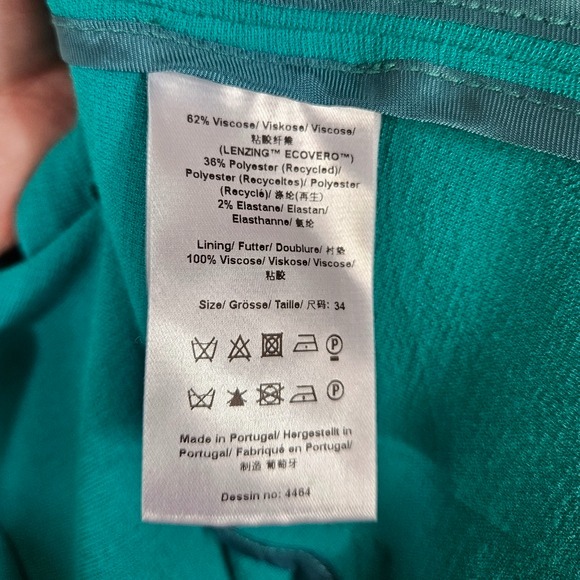 62% Viscose/ Viskose/ Viscose/
粘胶纤维
(LENZING™ ECOVERO™)
36% Polyester (Recycled)/
Polyester (Recyceltes)/ Polyester
(Recyclé)/ 涤纶(再生)
2% Elastane/ Elastan/
Elasthanne/ 氨纶
Lining/ Futter/ Doublure/ 衬垫
100% Viscose/ Viskose/ Viscose/
粘胶
Size/ Grösse/ Taille/ 尺码: 34
P
P
Made in Portugal/ Hergestellt in
Portugal/ Fabriqué en Portugal/
制造 葡萄牙
Dessin no: 4464